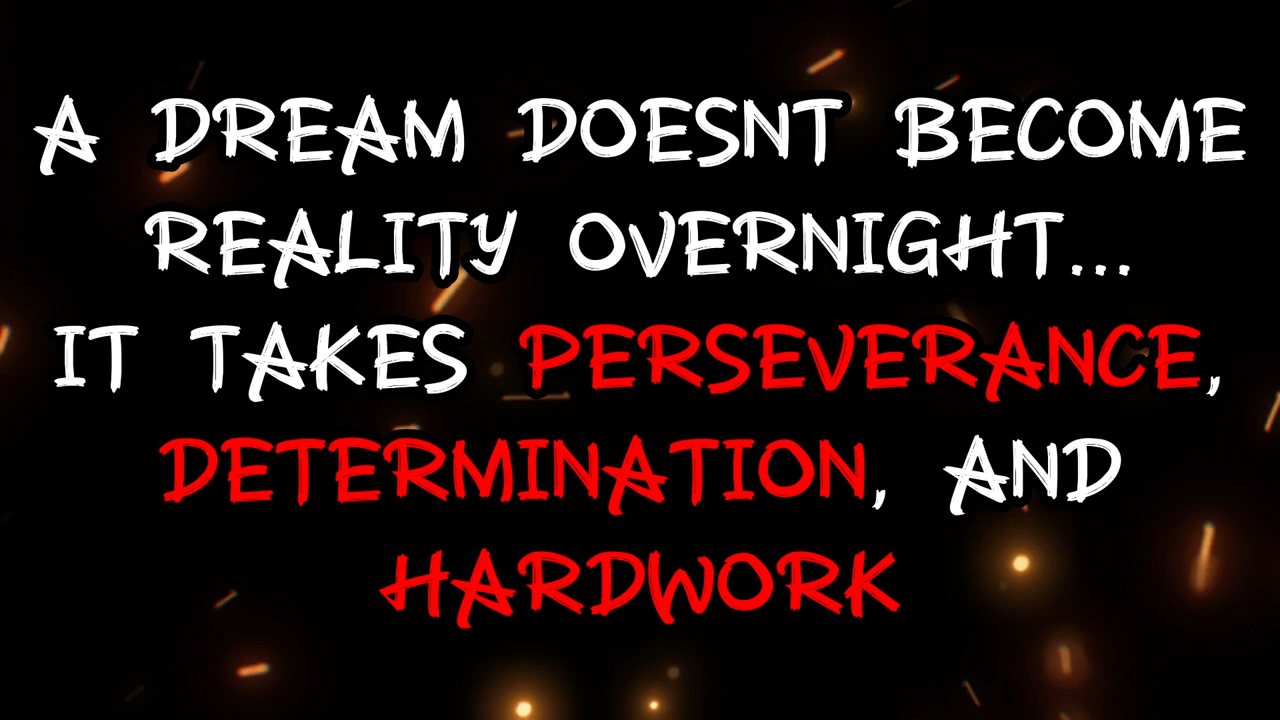 A DREAM DOESNT BECOME
REALITY OVERNIGHT...
IT TAKES PERSEVERANCE,
DETERMINATION, AND
HARDWORK